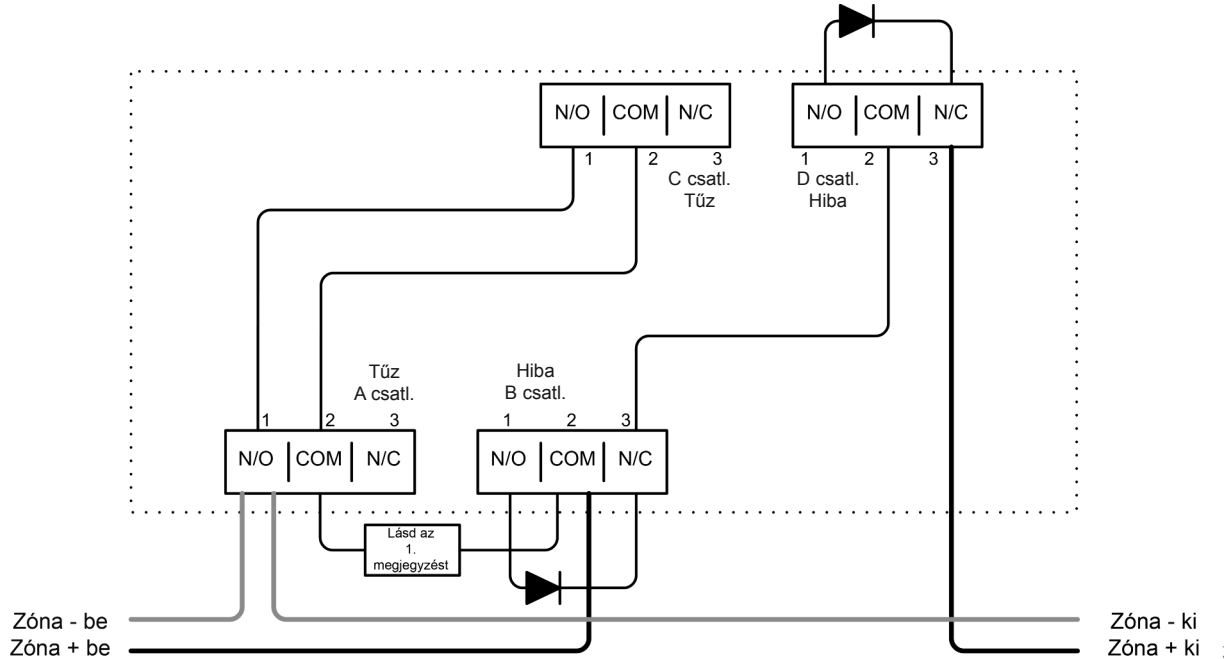 N/O COM N/C
1 2 3
C csatl.
Tűz
N/O COM N/C
1 2 3
D csatl.
Hiba
Tűz
A csatl.
1 2 3
N/O COM N/C
Hiba
B csatl.
1 2 3
N/O COM N/C
Lásd az
1.
megjegyzést
Zóna - be
Zóna + be
Zóna - ki
Zóna + ki